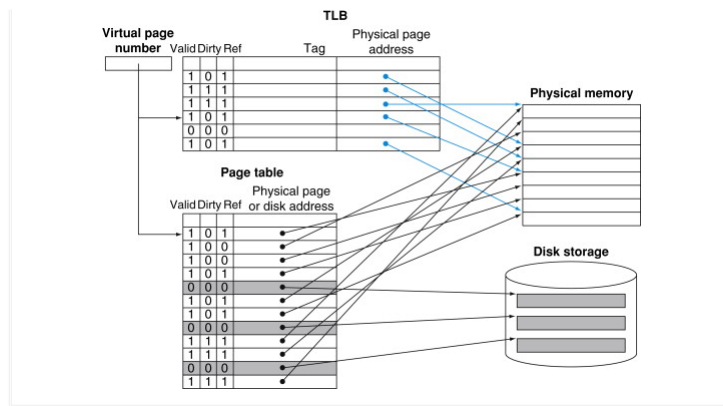 TLB
Virtual page
number
Valid Dirty Ref
Tag
Physical page
address
1 0 1
1 1 1
1 1 1
1 0 1
0 0 0
1 0 1
Physical memory
Page table
Physical page
Valid Dirty Ref or disk address
1 0 1
1 0 0
1 0 0
1 0 1
0 0 0
1 0 1
1 0 1
0 0 0
1 1 1
1 1 1
0 0 0
1 1 1
Disk storage